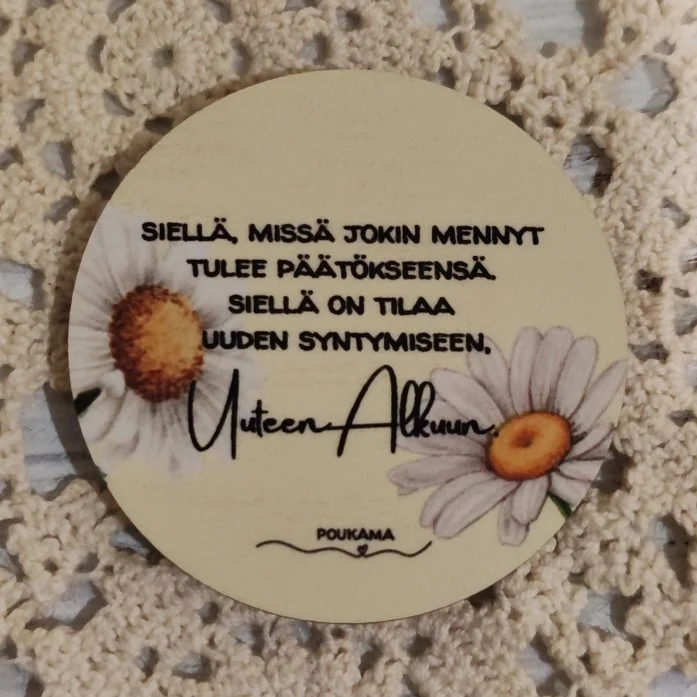 SIELLÄ, MISSÄ JOKIN MENNYT
TULEE PÄÄTÖKSEENSÄ.
SIELLÄ ON TILAA
UUDEN SYNTYMISEEN,
Uuteen Alkuun.
POUKAMA